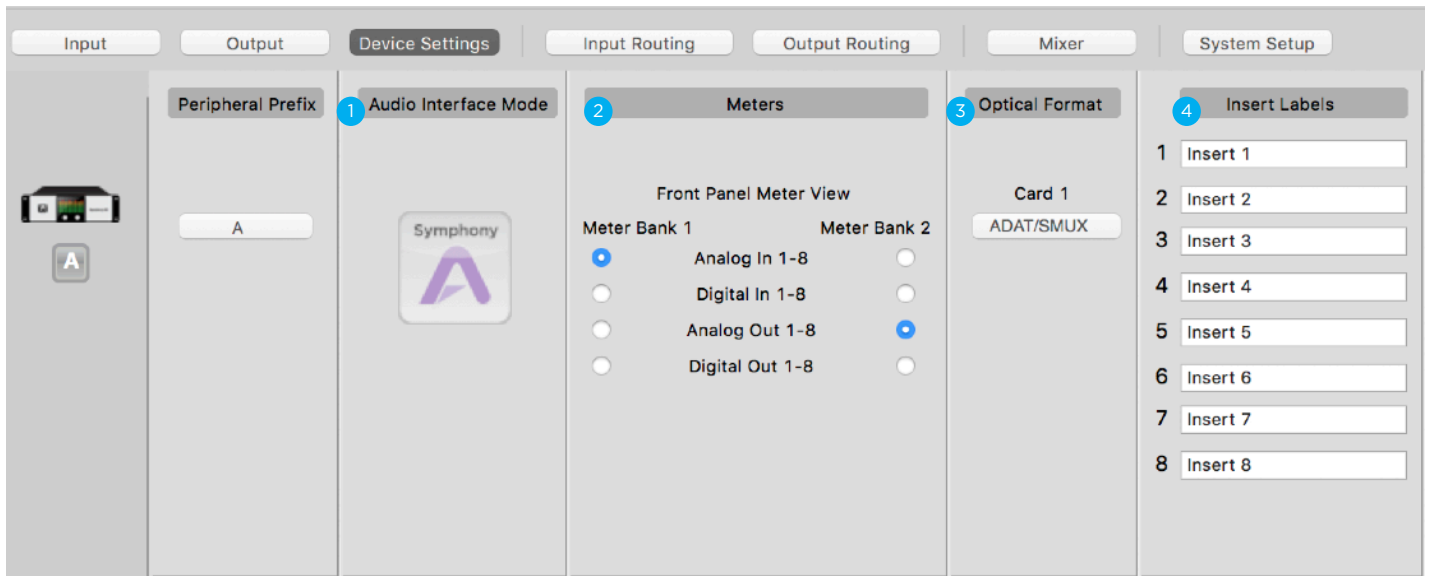 Input
Output
Device Settings
Input Routing
Output Routing
Mixer
System Setup
Peripheral Prefix
A
A
1
Audio Interface Mode
Symphony
2
Meters
Front Panel Meter View
Meter Bank 1
Meter Bank 2
Analog In 1-8
Digital In 1-8
Analog Out 1-8
Digital Out 1-8
3
Optical Format
Card 1
ADAT/SMUX
4
Insert Labels
1 Insert 1
2 Insert 2
3 Insert 3
4 Insert 4
5 Insert 5
6 Insert 6
7 Insert 7
8 Insert 8